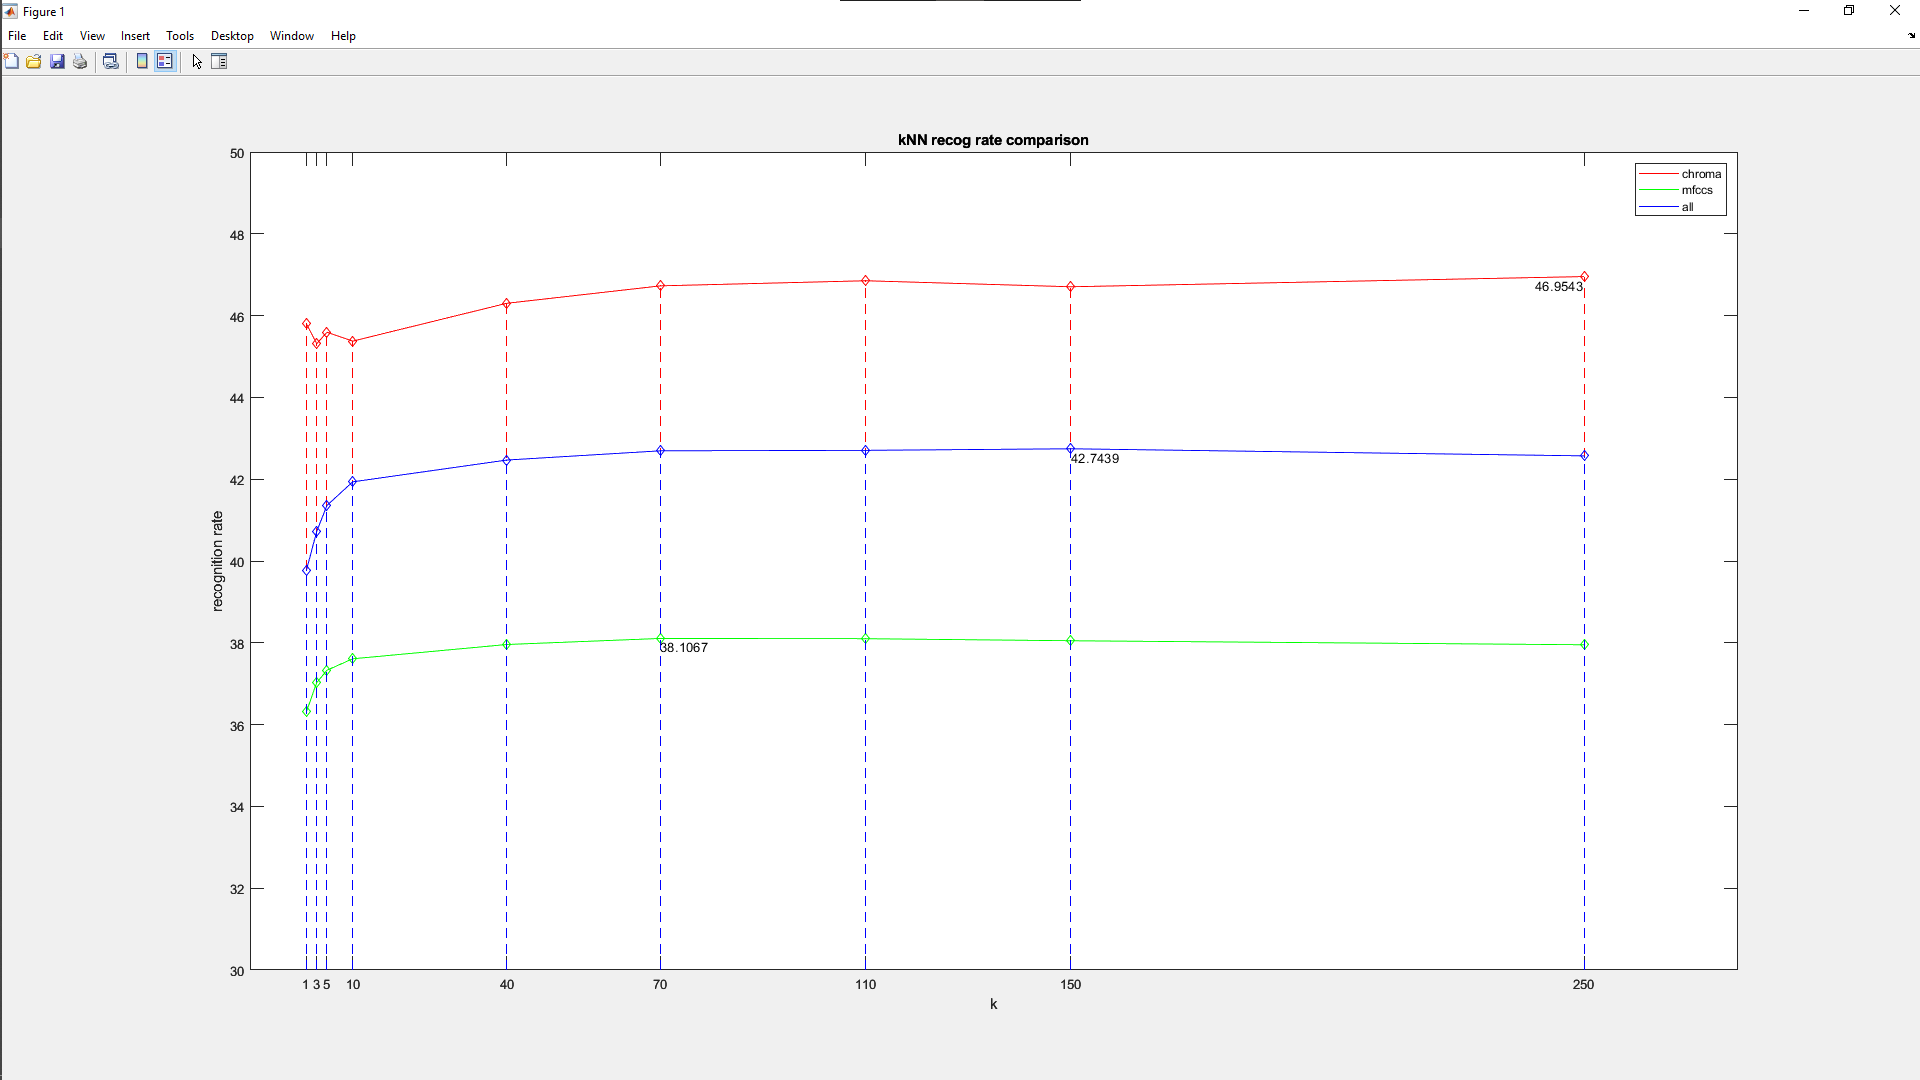 Figure 1
File Edit View Insert Tools Desktop Window Help
kNN recog rate comparison
50
48
46
44
42
40
38
36
34
32
30
recognition rate
chroma
mfccs
all
46.9543
42.7439
38.1067
1 3 5 10 40 70 110 150 250
k